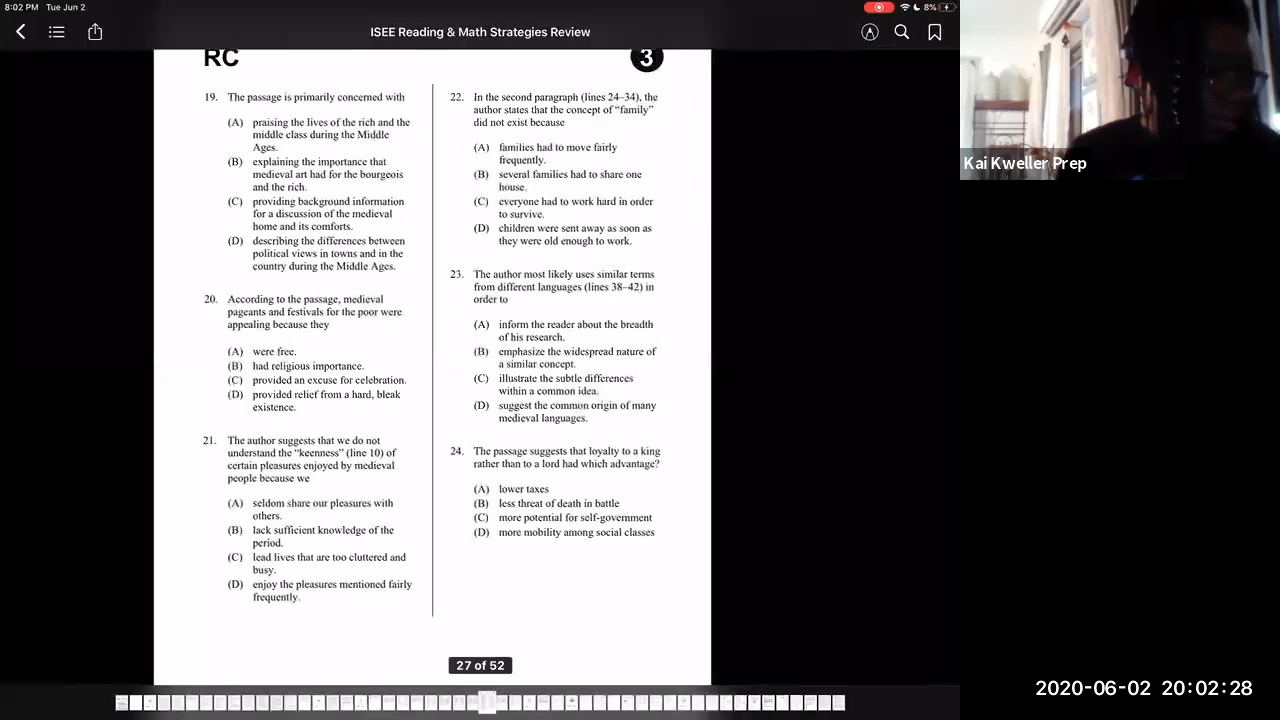 8:02 PM Tue Jun 2
8%
ISEE Reading & Math Strategies Review
RC
3
19. The passage is primarily concerned with
(A) praising the lives of the rich and the
middle class during the Middle
Ages.
(B) explaining the importance that
medieval art had for the bourgeois
and the rich.
(C) providing background information
for a discussion of the medieval
home and its comforts.
(D) describing the differences between
political views in towns and in the
country during the Middle Ages.
20. According to the passage, medieval
pageants and festivals for the poor were
appealing because they
(A) were free.
(B) had religious importance.
(C) provided an excuse for celebration.
(D) provided relief from a hard, bleak
existence.
21. The author suggests that we do not
understand the “keenness” (line 10) of
certain pleasures enjoyed by medieval
people because we
(A) seldom share our pleasures with
others.
(B) lack sufficient knowledge of the
period.
(C) lead lives that are too cluttered and
busy.
(D) enjoy the pleasures mentioned fairly
frequently.
22. In the second paragraph (lines 24–34), the
author states that the concept of “family”
did not exist because
(A) families had to move fairly
frequently.
(B) several families had to share one
house.
(C) everyone had to work hard in order
to survive.
(D) children were sent away as soon as
they were old enough to work.
23. The author most likely uses similar terms
from different languages (lines 38–42) in
order to
(A) inform the reader about the breadth
of his research.
(B) emphasize the widespread nature of
a similar concept.
(C) illustrate the subtle differences
within a common idea.
(D) suggest the common origin of many
medieval languages.
24. The passage suggests that loyalty to a king
rather than to a lord had which advantage?
(A) lower taxes
(B) less threat of death in battle
(C) more potential for self-government
(D) more mobility among social classes
27 of 52
Kai Kweller Prep
2020-06-02 20:02:28